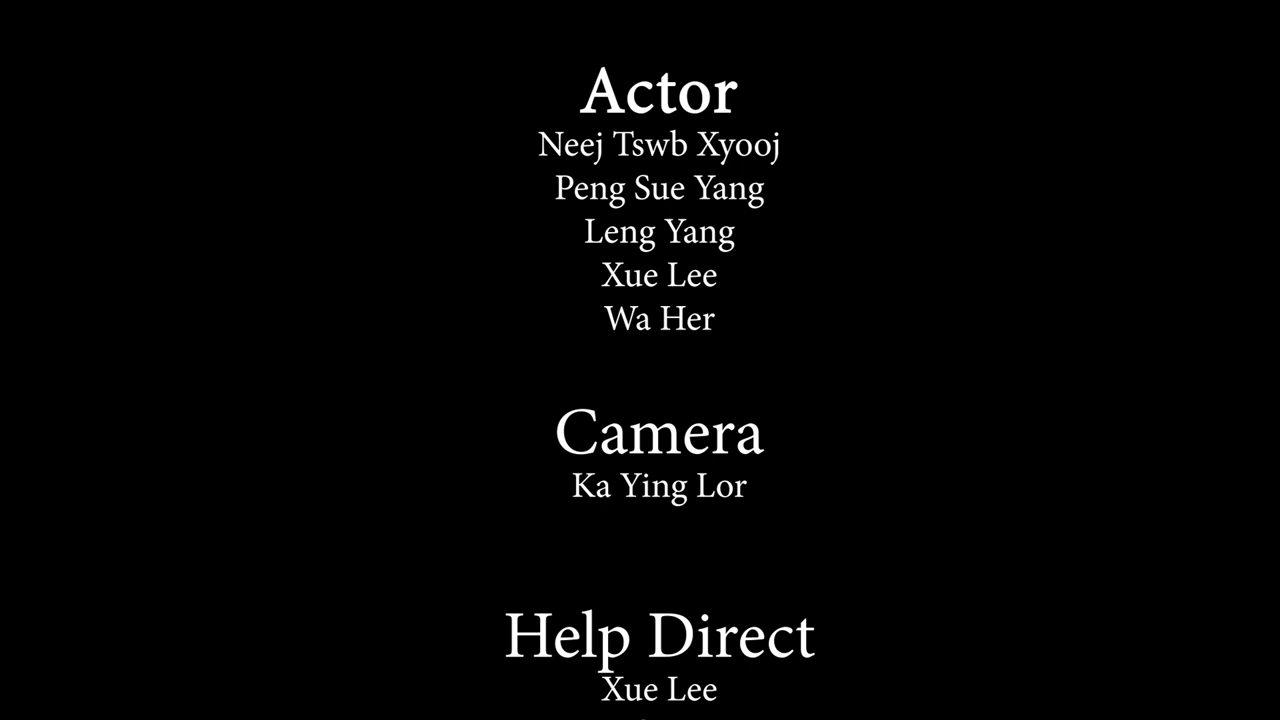 Actor
Neej Tswb Xyooj
Peng Sue Yang
Leng Yang
Xue Lee
Wa Her
Camera
Ka Ying Lor
Help Direct
Xue Lee